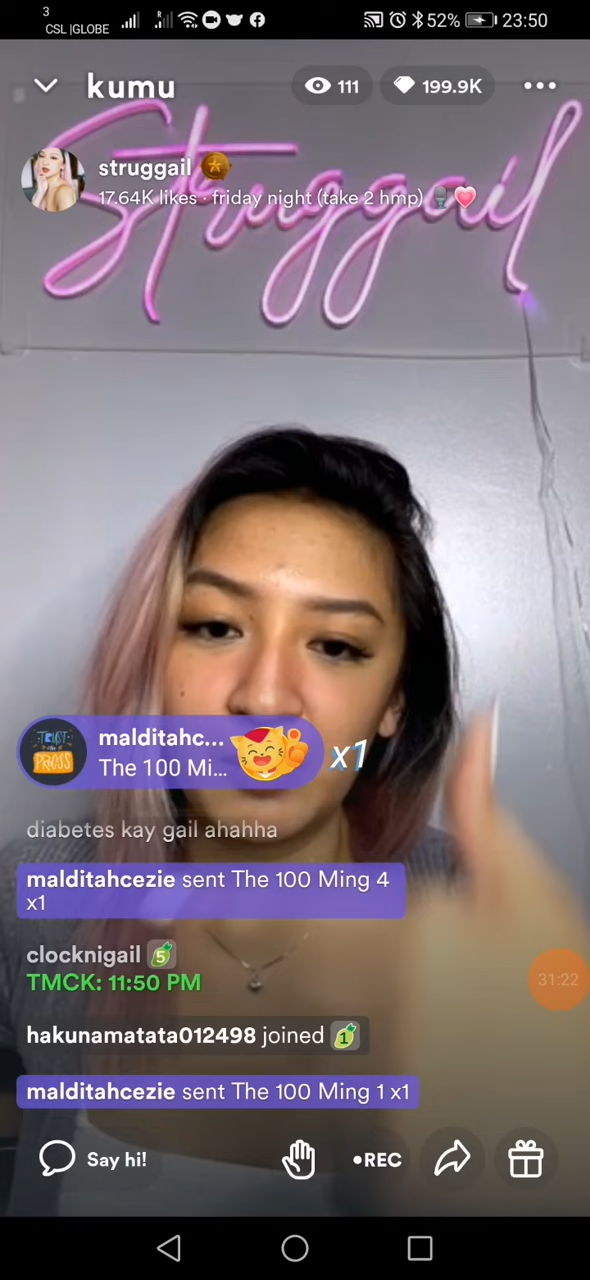 3
CSL |GLOBE
R
52%
23:50
kumu
111
199.9K
Struggail
struggail
17.64K likes · friday night (take 2 hmp)
TRUST
the
PROSS
malditahc...
The 100 Mi...
x1
diabetes kay gail ahahha
malditahcezie sent The 100 Ming 4
x1
clocknigail 5
TMCK: 11:50 PM
31:22
hakunamatata012498 joined 1
malditahcezie sent The 100 Ming 1 x1
Say hi!
•REC